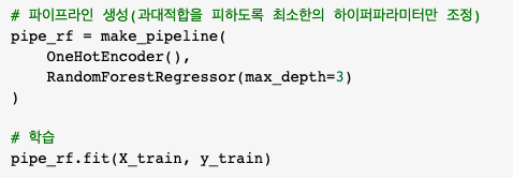 # 파이프라인 생성(과대적합을 피하도록 최소한의 하이퍼파라미터만 조정)
pipe_rf = make_pipeline(
    OneHotEncoder(),
    RandomForestRegressor(max_depth=3)
)
# 학습
pipe_rf.fit(X_train, y_train)